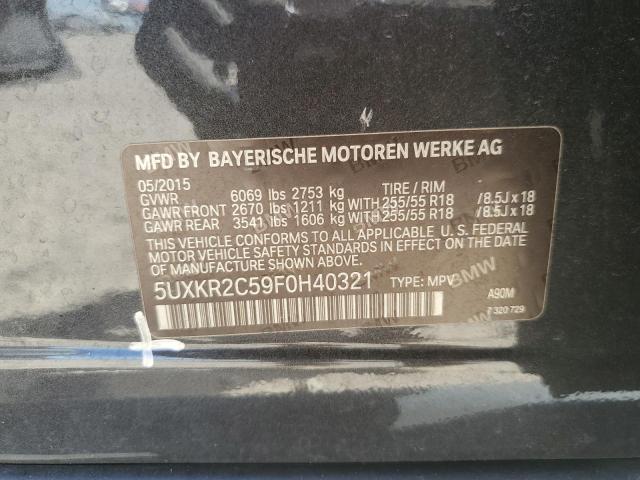 MFD BY BAYERISCHE MOTOREN WERKE AG
05/2015 TIRE / RIM
GVWR 6069 lbs 2753 kg
GAWR FRONT 2670 lbs 1211 kg WITH 255/55 R18 /8.5J x 18
GAWR REAR 3541 lbs 1606 kg WITH 255/55 R18 /8.5J x 18
THIS VEHICLE CONFORMS TO ALL APPLICABLE U. S. FEDERAL
MOTOR VEHICLE SAFETY STANDARDS IN EFFECT ON THE DATE
OF MANUFACTURE SHOWN ABOVE.
5UXKR2C59F0H40321 TYPE: MPV A90M
7 320 729